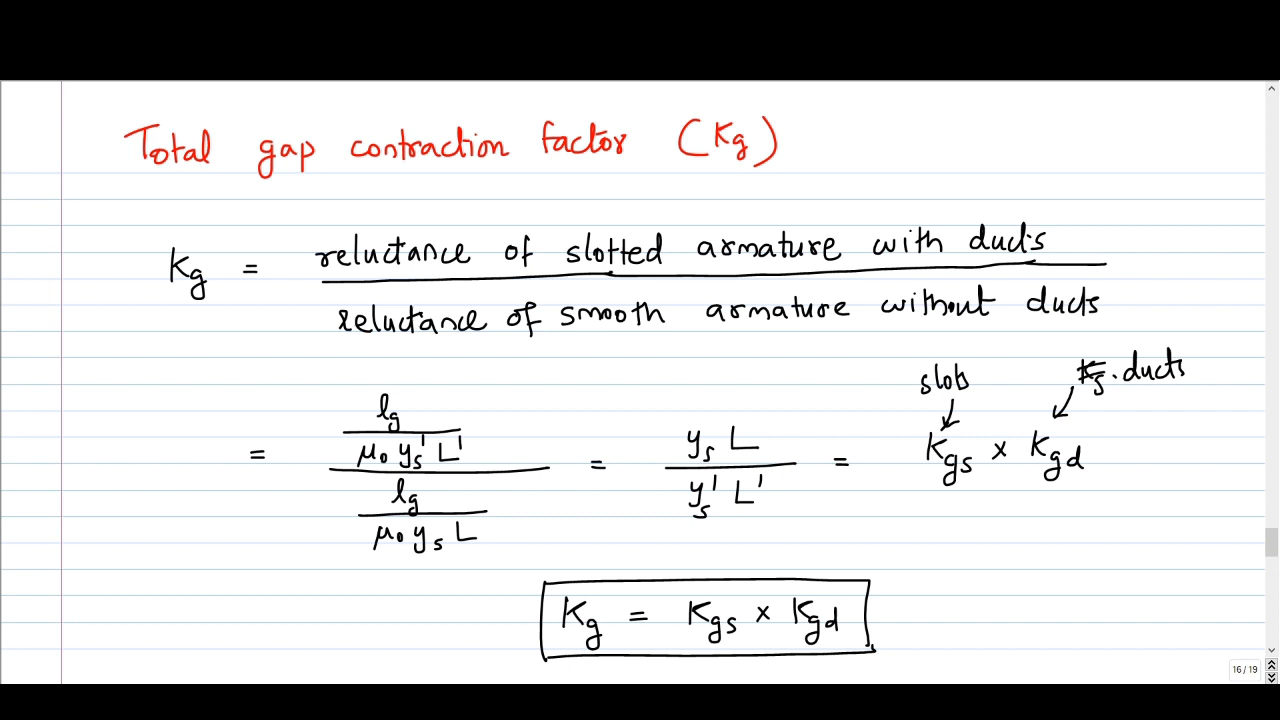 Total gap contraction factor (Kg)
Kg = reluctance of slotted armature with ducts
reluctance of smooth armature without ducts
slots
ducts
= lg / μ₀ ys' L' / lg / μ₀ ys L = ys L / ys' L' = Kgs × Kgd
Kg = Kgs × Kgd
16 / 19